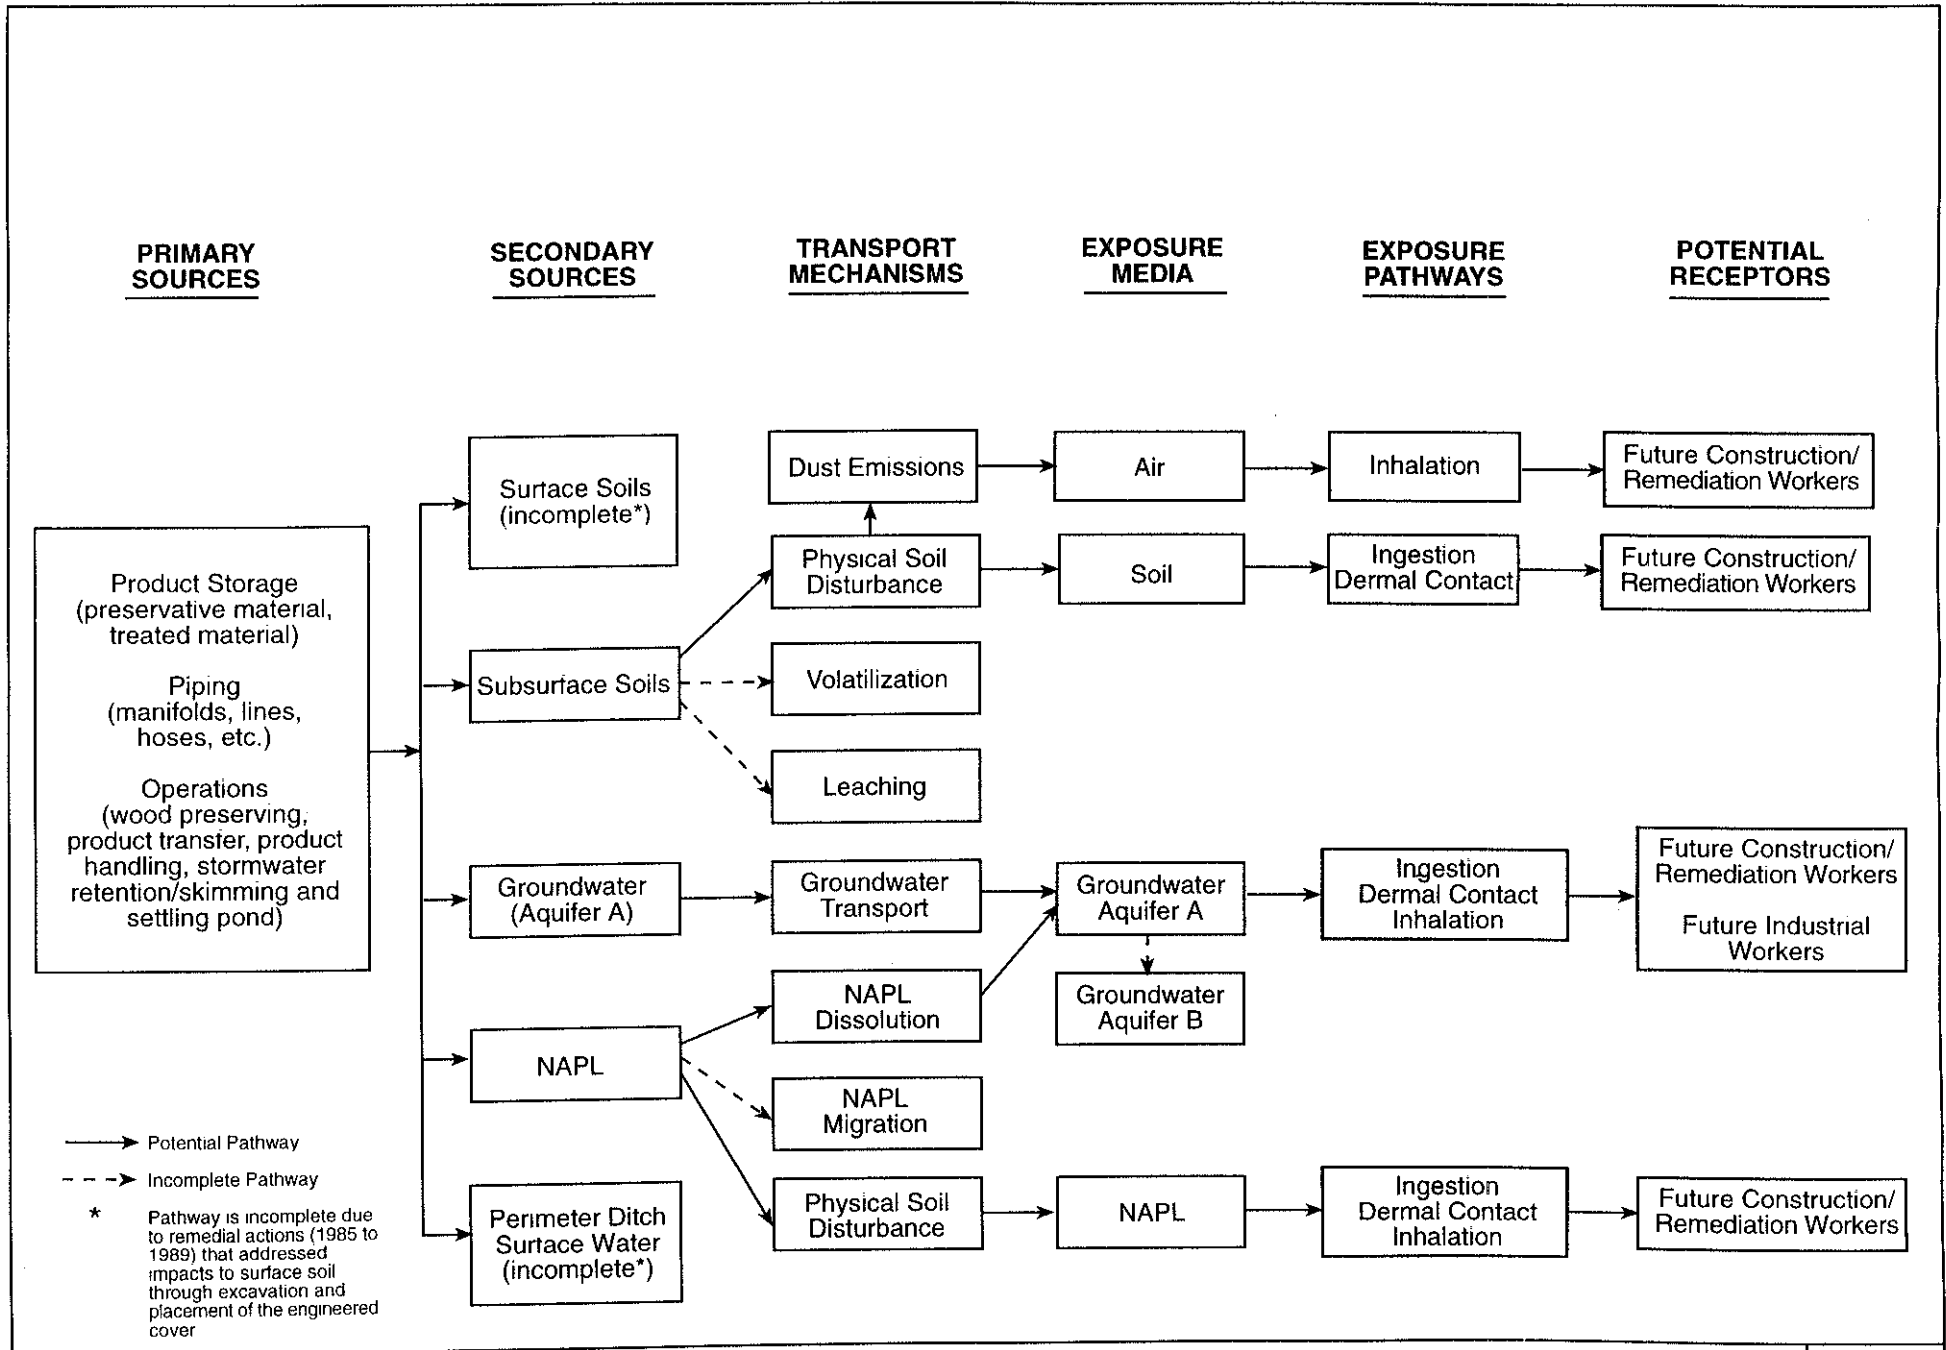 PRIMARY
SOURCES
SECONDARY
SOURCES
TRANSPORT
MECHANISMS
EXPOSURE
MEDIA
EXPOSURE
PATHWAYS
POTENTIAL
RECEPTORS
Product Storage
(preservative material,
treated material)
Piping
(manifolds, lines,
hoses, etc.)
Operations
(wood preserving,
product transfer, product
handling, stormwater
retention/skimming and
settling pond)
Surface Soils
(incomplete*)
Subsurface Soils
Groundwater
(Aquifer A)
NAPL
Perimeter Ditch
Surface Water
(incomplete*)
Dust Emissions
Physical Soil
Disturbance
Volatilization
Leaching
Groundwater
Transport
NAPL
Dissolution
NAPL
Migration
Physical Soil
Disturbance
Air
Soil
Groundwater
Aquifer A
Groundwater
Aquifer B
NAPL
Inhalation
Ingestion
Dermal Contact
Ingestion
Dermal Contact
Inhalation
Ingestion
Dermal Contact
Inhalation
Future Construction/
Remediation Workers
Future Construction/
Remediation Workers
Future Construction/
Remediation Workers
Future Industrial
Workers
Future Construction/
Remediation Workers
Potential Pathway
Incomplete Pathway
* Pathway is incomplete due
to remedial actions (1985 to
1989) that addressed
impacts to surface soil
through excavation and
placement of the engineered
cover